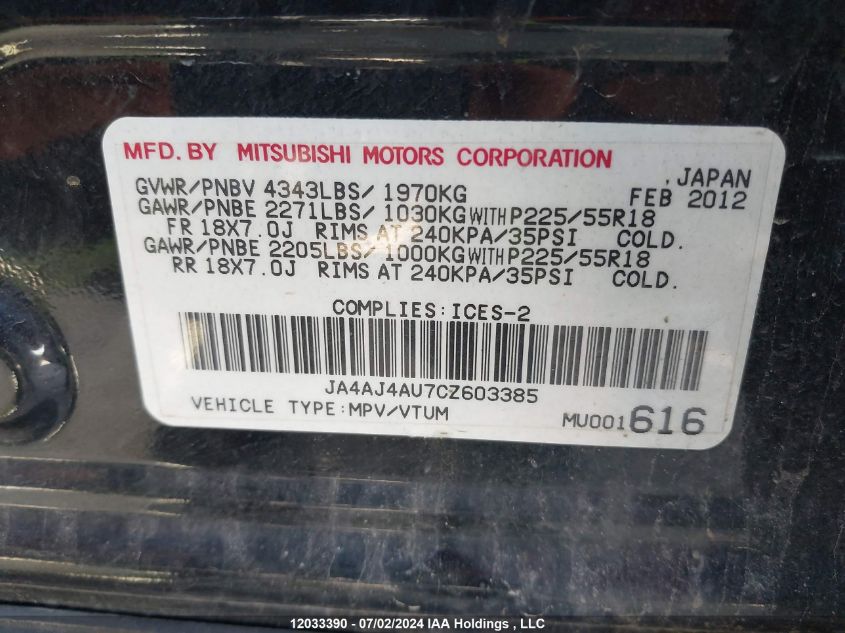 MFD. BY MITSUBISHI MOTORS CORPORATION
, JAPAN
GVWR/PNBV 4343LBS/ 1970KG FEB 2012
GAWR/PNBE 2271LBS/ 1030KG WITH P225/55R18
FR 18X7.0J RIMS AT 240KPA/35PSI COLD.
GAWR/PNBE 2205LBS/ 1000KG WITH P225/55R18
RR 18X7.0J RIMS AT 240KPA/35PSI COLD.
COMPLIES:ICES-2
JA4AJ4AU7CZ603385
VEHICLE TYPE:MPV/VTUM
MU001616
12033390 - 07/02/2024 IAA Holdings , LLC